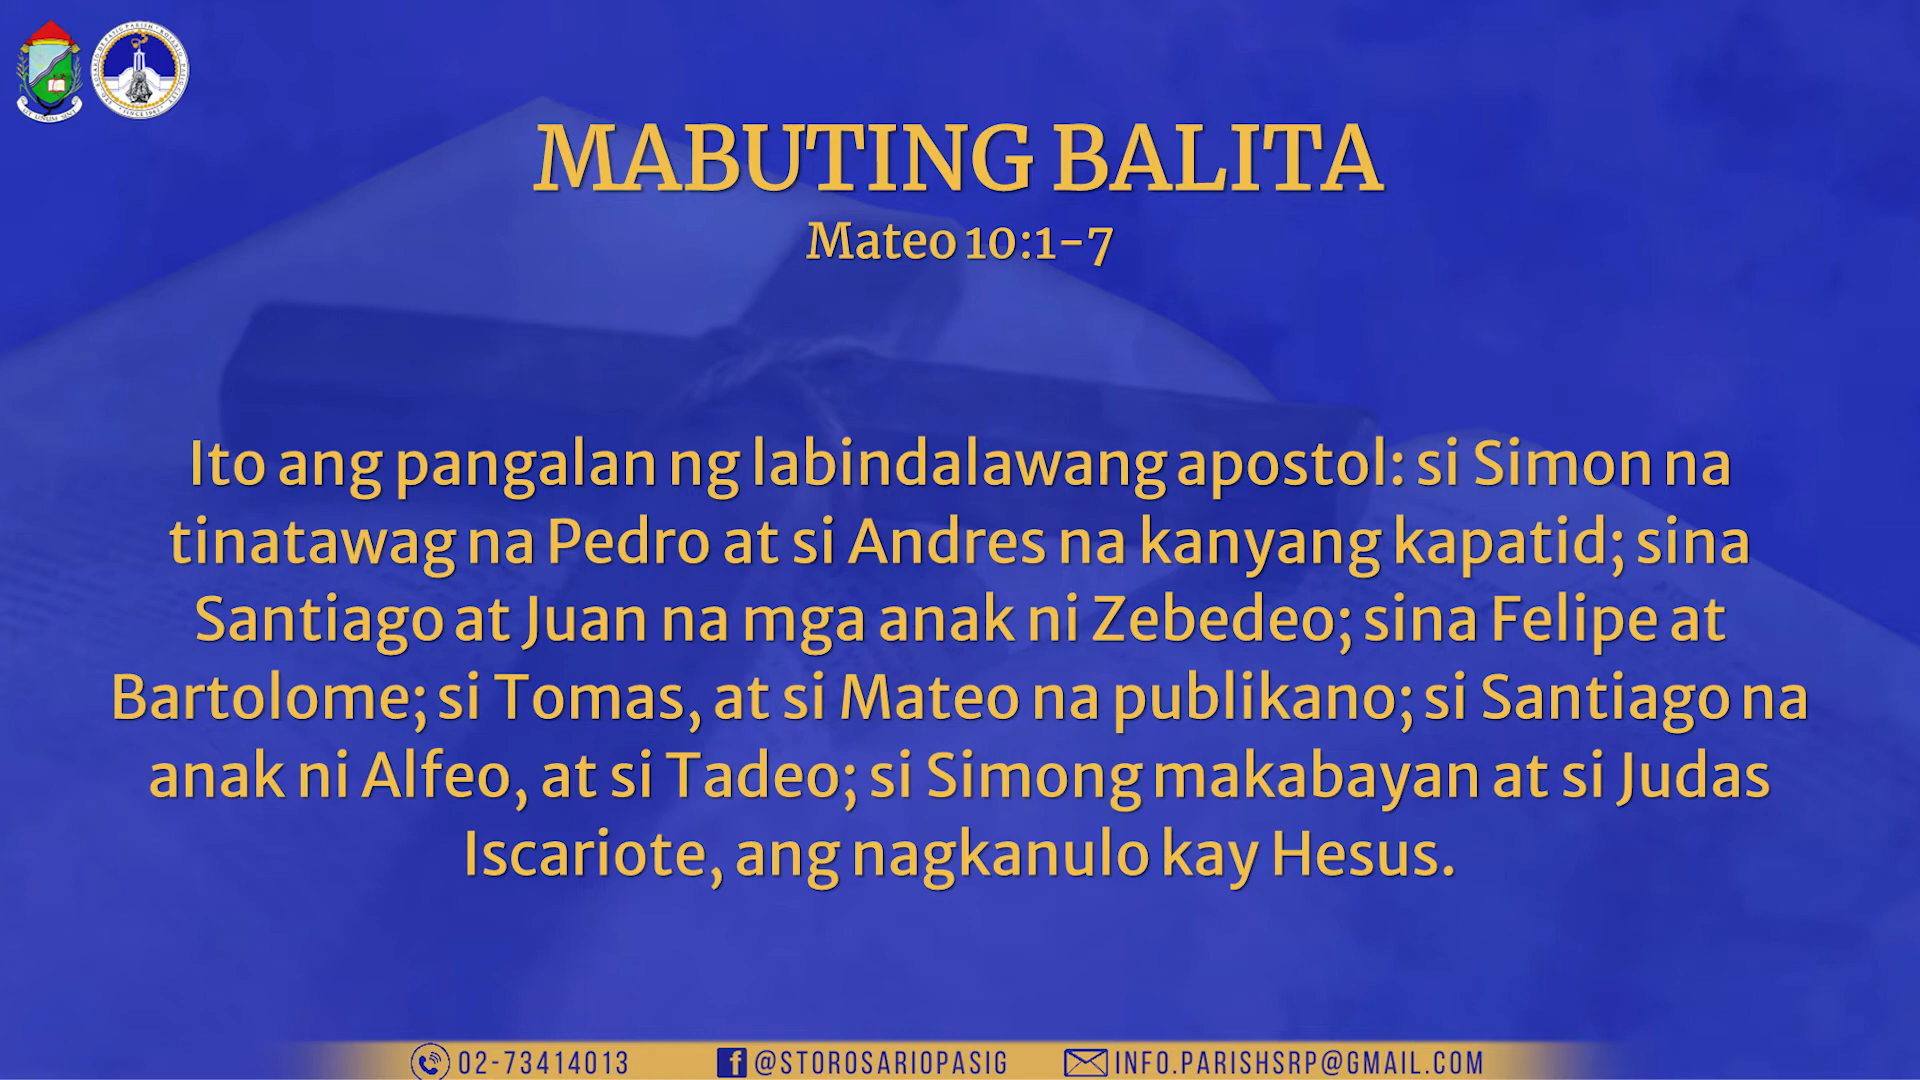 MABUTING BALITA
Mateo 10:1-7
Ito ang pangalan ng labindalawang apostol: si Simon na
tinatawag na Pedro at si Andres na kanyang kapatid; sina
Santiago at Juan na mga anak ni Zebedeo; sina Felipe at
Bartolome; si Tomas, at si Mateo na publikano; si Santiago na
anak ni Alfeo, at si Tadeo; si Simong makabayan at si Judas
Iscariote, ang nagkanulo kay Hesus.
02-73414013 @STOROSARIOPASIG INFO.PARISHSRP@GMAIL.COM